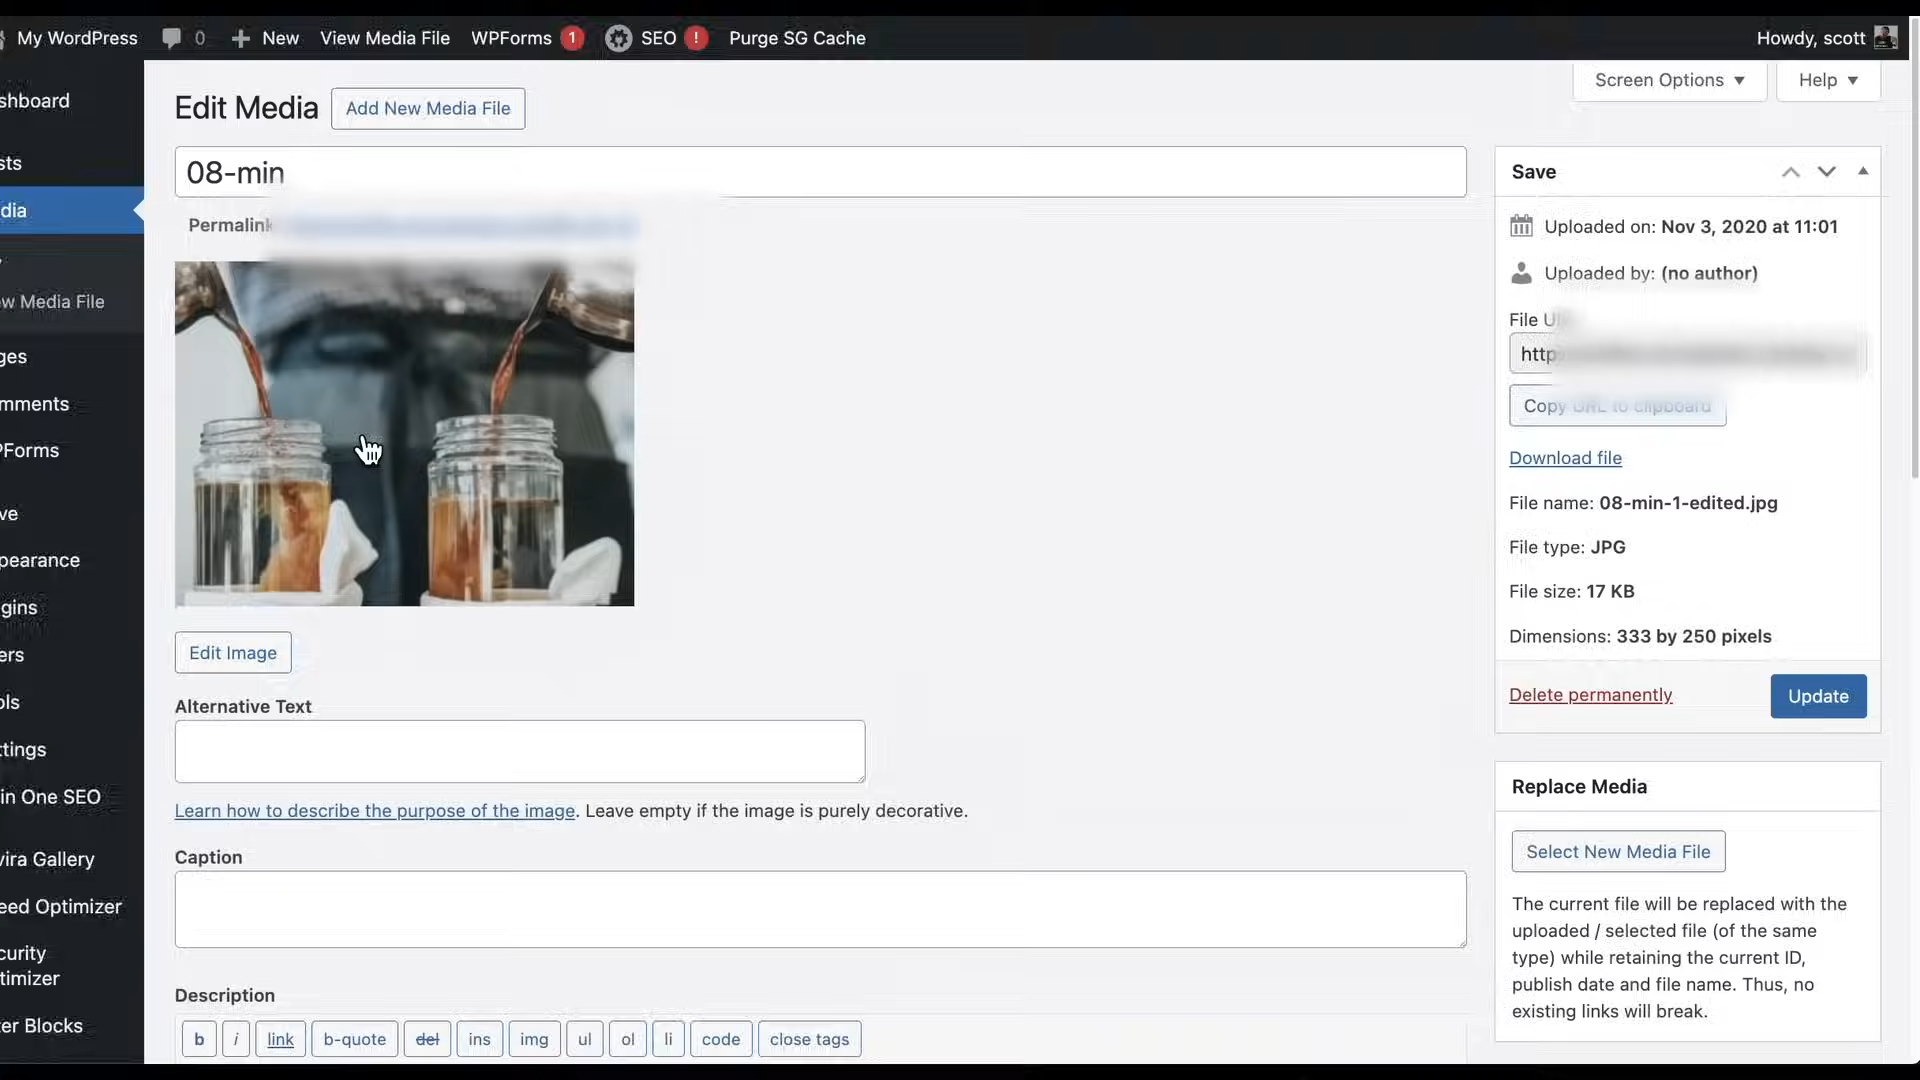 My WordPress 0 New View Media File WPForms 1 SEO ! Purge SG Cache Howdy, scott
Screen Options Help
shboard
sts
dia
w Media File
ges
mments
PForms
ve
pearance
gins
ers
ols
ttings
in One SEO
vira Gallery
eed Optimizer
curity
timizer
er Blocks
Edit Media Add New Media File
08-min
Permalink
Edit Image
Alternative Text
Learn how to describe the purpose of the image. Leave empty if the image is purely decorative.
Caption
Description
b i link b-quote del ins img ul ol li code close tags
Save
Uploaded on: Nov 3, 2020 at 11:01
Uploaded by: (no author)
File
http
Copy URL to clipboard
Download file
File name: 08-min-1-edited.jpg
File type: JPG
File size: 17 KB
Dimensions: 333 by 250 pixels
Delete permanently Update
Replace Media
Select New Media File
The current file will be replaced with the
uploaded / selected file (of the same
type) while retaining the current ID,
publish date and file name. Thus, no
existing links will break.